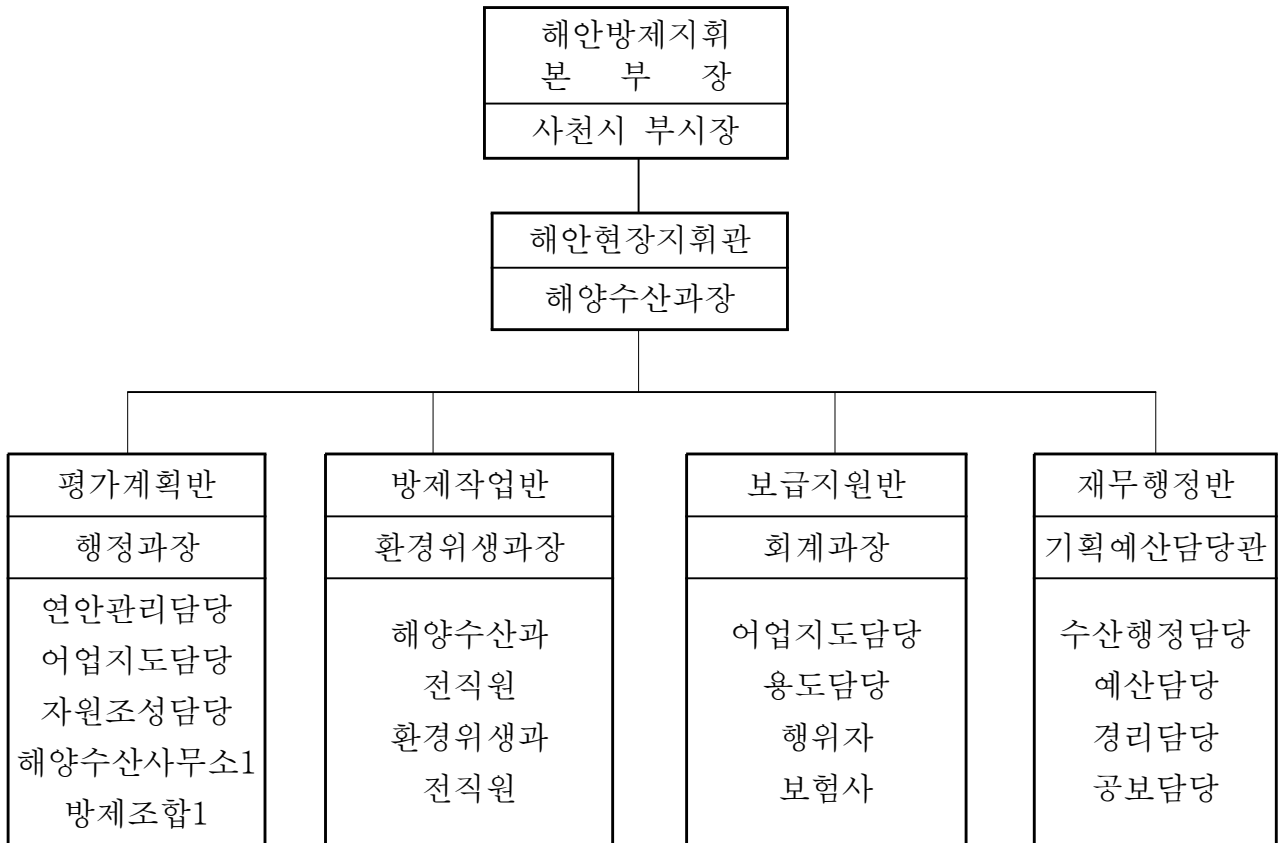 해안방제지휘
본 부 장
사천시 부시장
해안현장지휘관
해양수산과장
평가계획반
행정과장
연안관리담당
어업지도담당
자원조성담당
해양수산사무소1
방제조합1
방제작업반
환경위생과장
해양수산과
전직원
환경위생과
전직원
보급지원반
회계과장
어업지도담당
용도담당
행위자
보험사
재무행정반
기획예산담당관
수산행정담당
예산담당
경리담당
공보담당